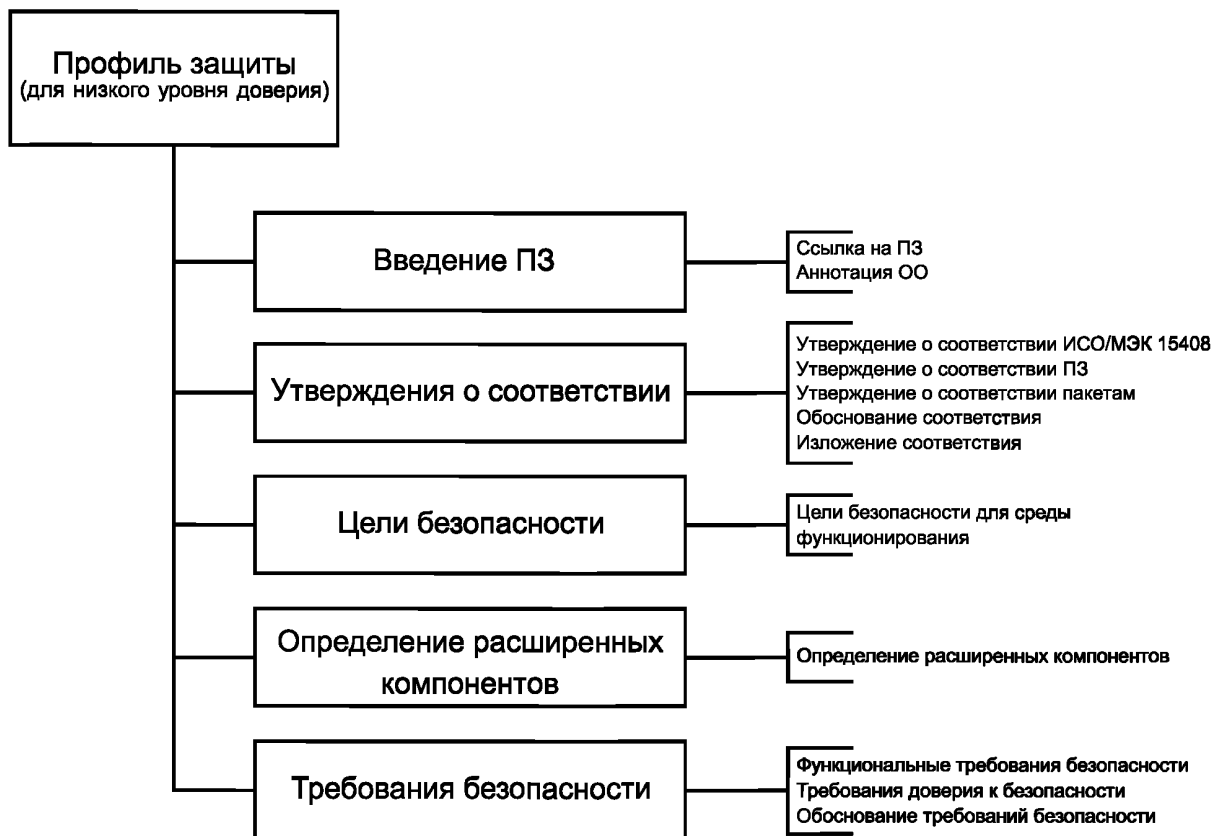 Профиль защиты
(для низкого уровня доверия)
Введение ПЗ
Ссылка на ПЗ
Аннотация ОО
Утверждения о соответствии
Утверждение о соответствии ИСО/МЭК 15408
Утверждение о соответствии ПЗ
Утверждение о соответствии пакетам
Обоснование соответствия
Изложение соответствия
Цели безопасности
Цели безопасности для среды
функционирования
Определение расширенных
компонентов
Определение расширенных компонентов
Требования безопасности
Функциональные требования безопасности
Требования доверия к безопасности
Обоснование требований безопасности